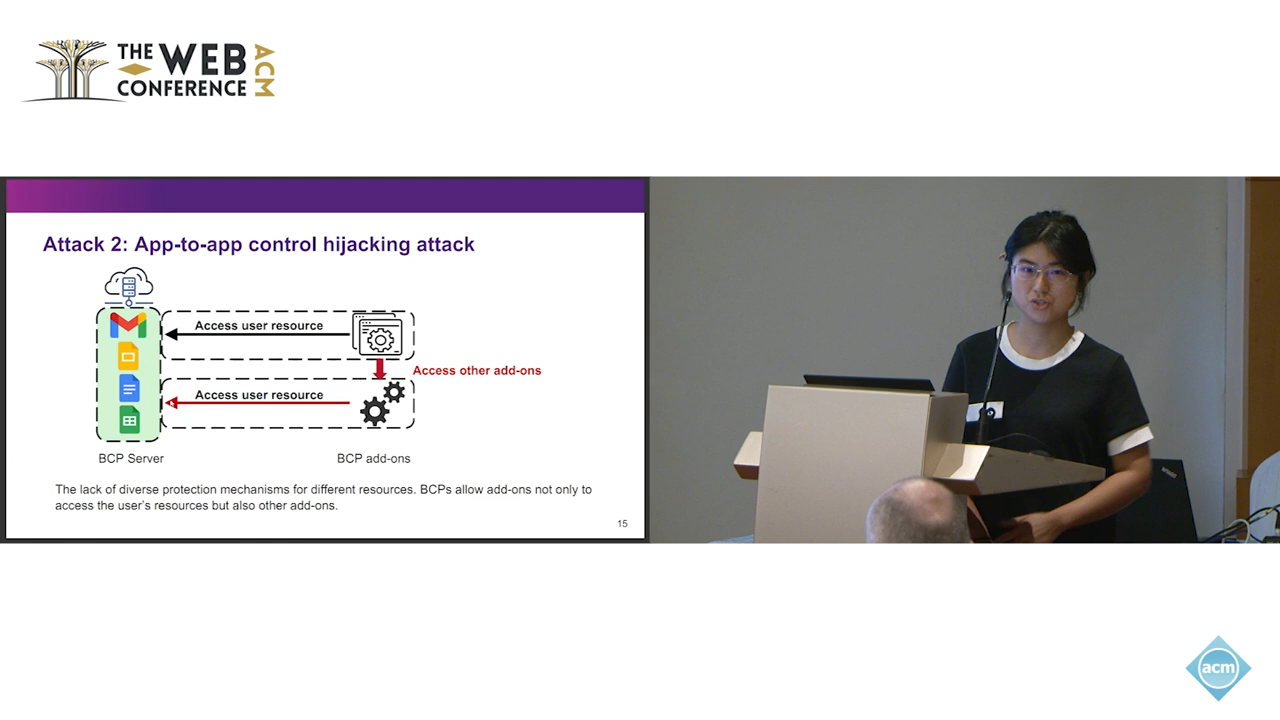 THE WEB
CONFERENCE
ACM
Attack 2: App-to-app control hijacking attack
Access user resource
Access other add-ons
Access user resource
BCP Server
BCP add-ons
The lack of diverse protection mechanisms for different resources. BCPs allow add-ons not only to
access the user's resources but also other add-ons.
15
acm